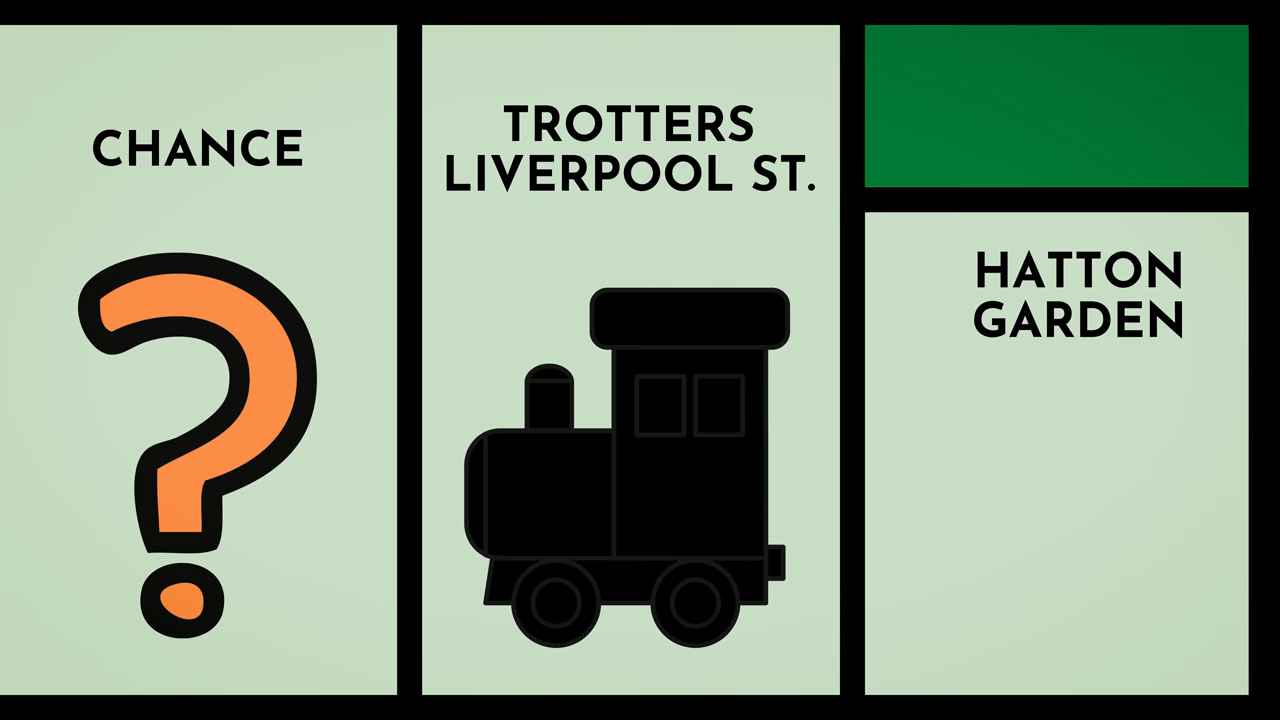 CHANCE
TROTTERS
LIVERPOOL ST.
HATTON
GARDEN